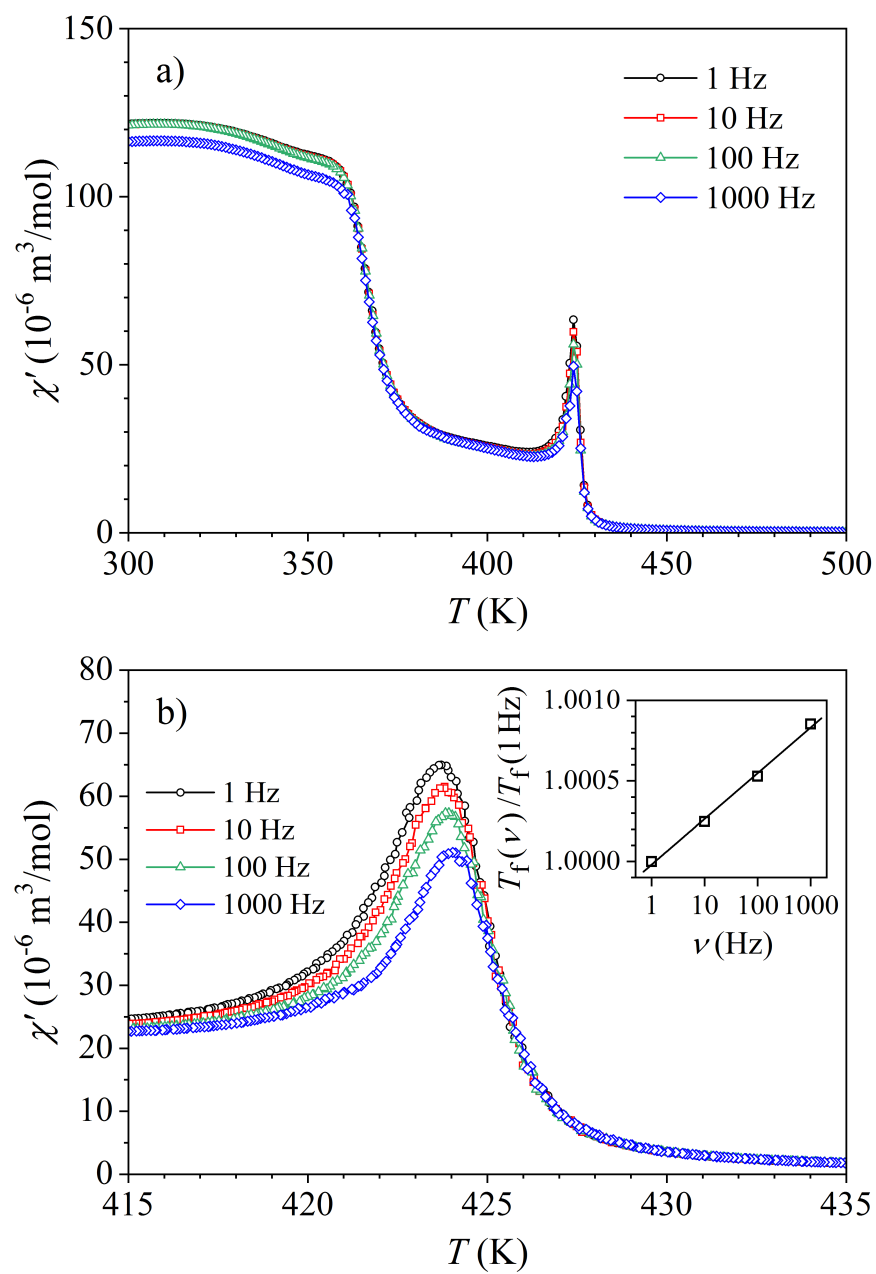 a)
1 Hz
10 Hz
100 Hz
1000 Hz
150
100
50
0
χ′ (10⁻⁶ m³/mol)
300
350
400
450
500
T (K)
b)
1 Hz
10 Hz
100 Hz
1000 Hz
80
70
60
50
40
30
20
10
0
χ′ (10⁻⁶ m³/mol)
415
420
425
430
435
T (K)
1.0010
1.0005
1.0000
T_f(ν)/T_f(1Hz)
1
10
100
1000
ν (Hz)